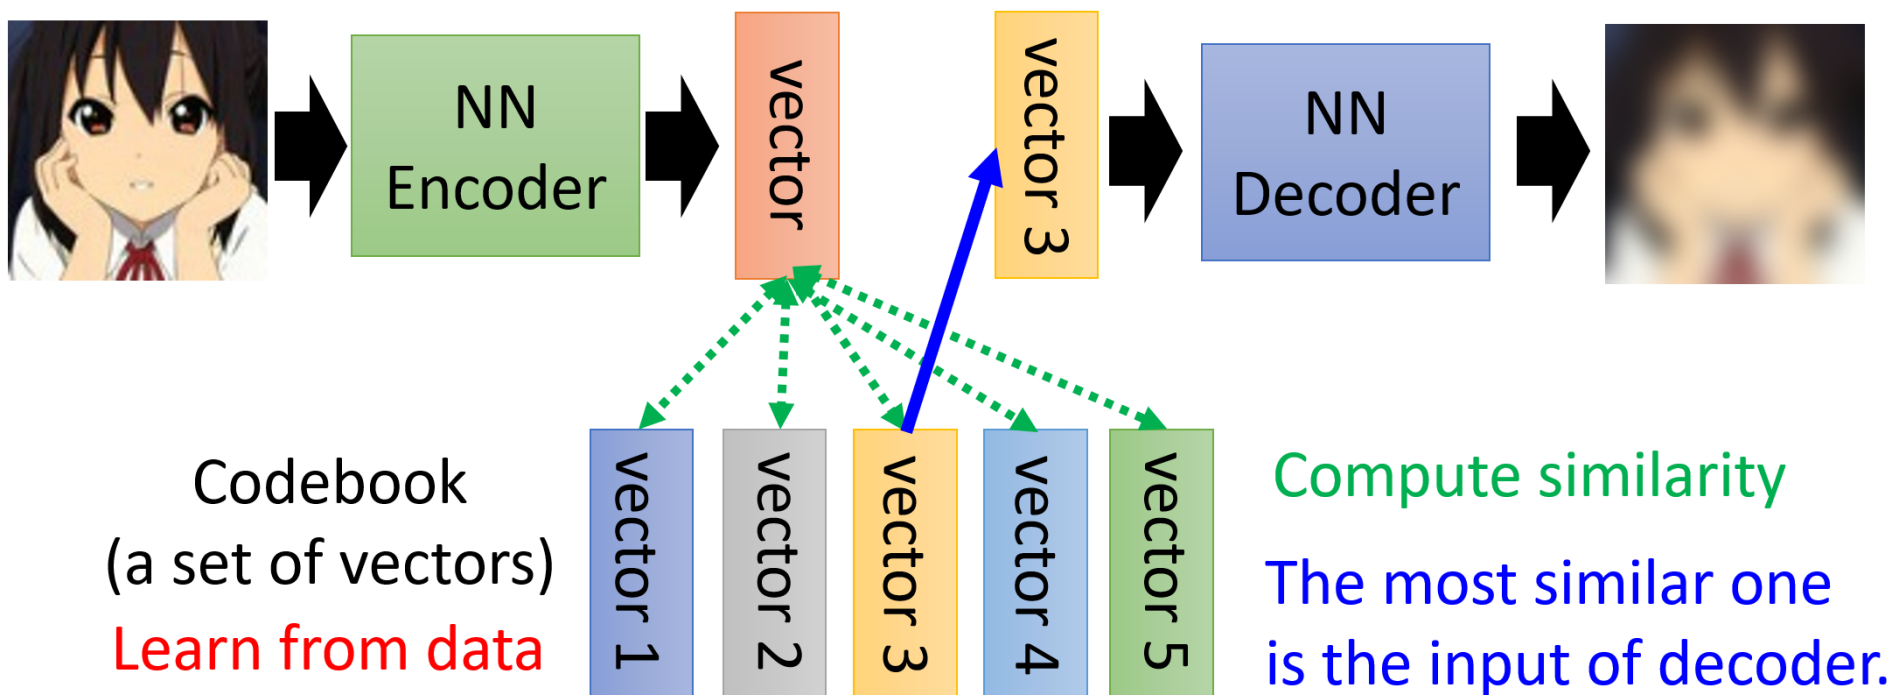 NN
Encoder
vector
vector 3
NN
Decoder
Codebook
(a set of vectors)
Learn from data
vector 1
vector 2
vector 3
vector 4
vector 5
Compute similarity
The most similar one
is the input of decoder.